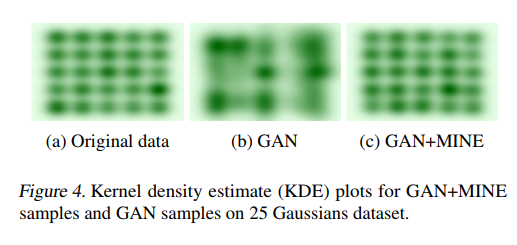 (a) Original data (b) GAN (c) GAN+MINE
Figure 4. Kernel density estimate (KDE) plots for GAN+MINE
samples and GAN samples on 25 Gaussians dataset.